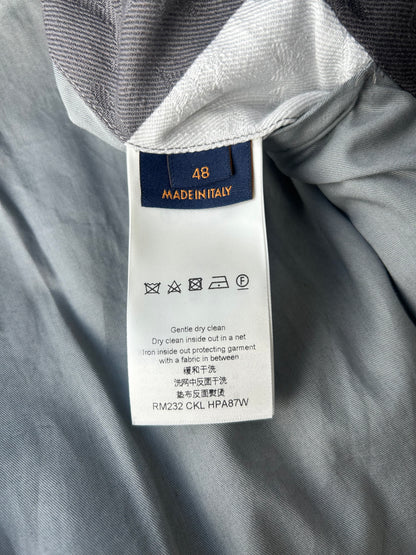 48
MADE IN ITALY
F
Gentle dry clean
Dry clean inside out in a net
Iron inside out protecting garment
with a fabric in between
缓和干洗
洗网中反面干洗
垫布反面熨烫
RM232 CKL HPA87W